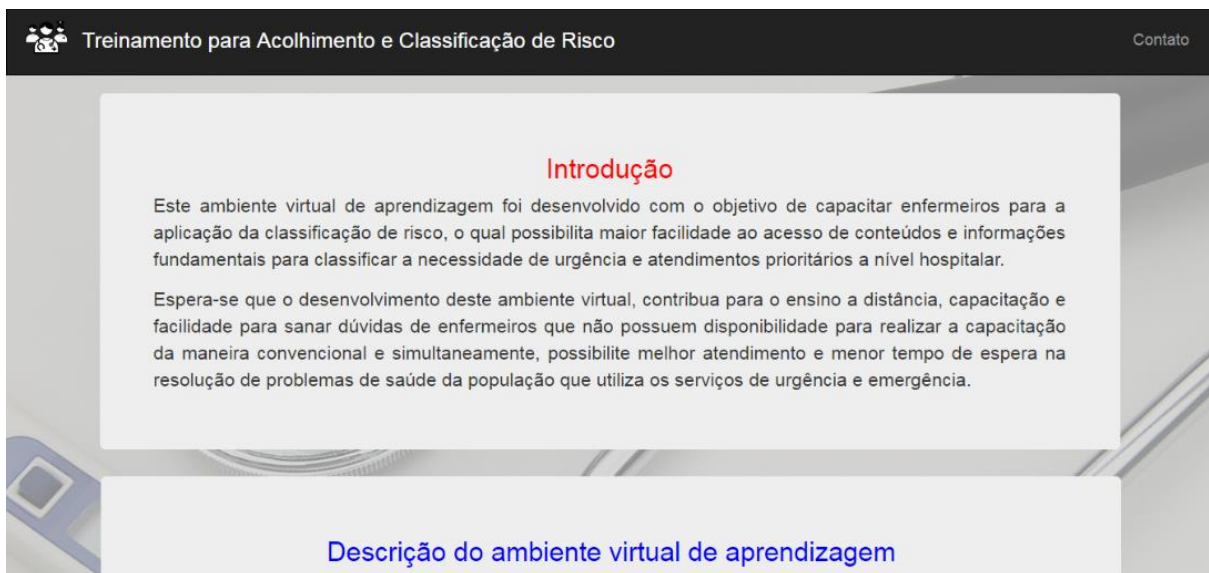 Treinamento para Acolhimento e Classificação de Risco
Contato
Introdução
Este ambiente virtual de aprendizagem foi desenvolvido com o objetivo de capacitar enfermeiros para a
aplicação da classificação de risco, o qual possibilita maior facilidade ao acesso de conteúdos e informações
fundamentais para classificar a necessidade de urgência e atendimentos prioritários a nível hospitalar.
Espera-se que o desenvolvimento deste ambiente virtual, contribua para o ensino a distância, capacitação e
facilidade para sanar dúvidas de enfermeiros que não possuem disponibilidade para realizar a capacitação
da maneira convencional e simultaneamente, possibilite melhor atendimento e menor tempo de espera na
resolução de problemas de saúde da população que utiliza os serviços de urgência e emergência.
Descrição do ambiente virtual de aprendizagem